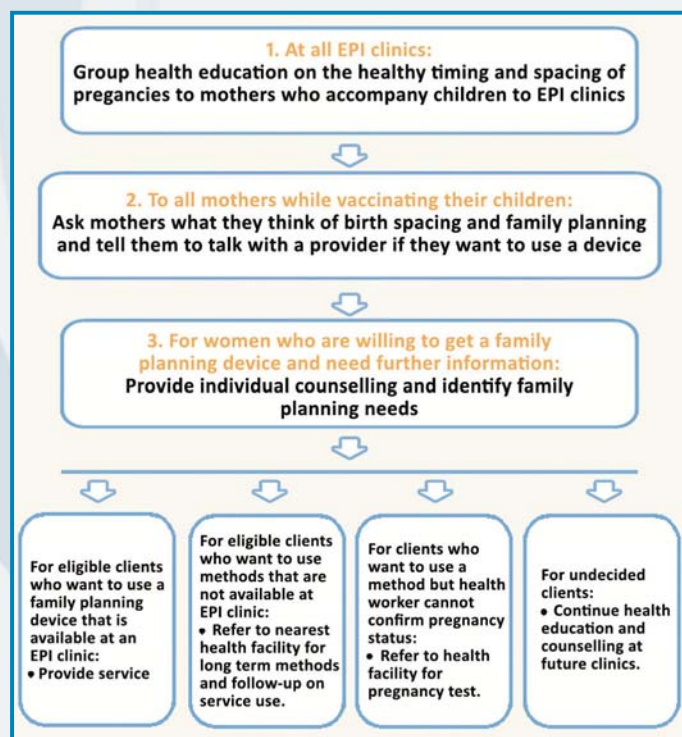 1. At all EPI clinics:
Group health education on the healthy timing and spacing of
pregancies to mothers who accompany children to EPI clinics
2. To all mothers while vaccinating their children:
Ask mothers what they think of birth spacing and family planning
and tell them to talk with a provider if they want to use a device
3. For women who are willing to get a family
planning device and need further information:
Provide individual counselling and identify family
planning needs
For eligible clients
who want to use a
family planning
device that is
available at an
EPI clinic:
• Provide service
For eligible clients
who want to use
methods that are
not available at
EPI clinic:
• Refer to nearest
health facility for
long term methods
and follow-up on
service use.
For clients who
want to use a
method but health
worker cannot
confirm pregnancy
status:
• Refer to health
facility for
pregnancy test.
For undecided
clients:
• Continue health
education and
counselling at
future clinics.